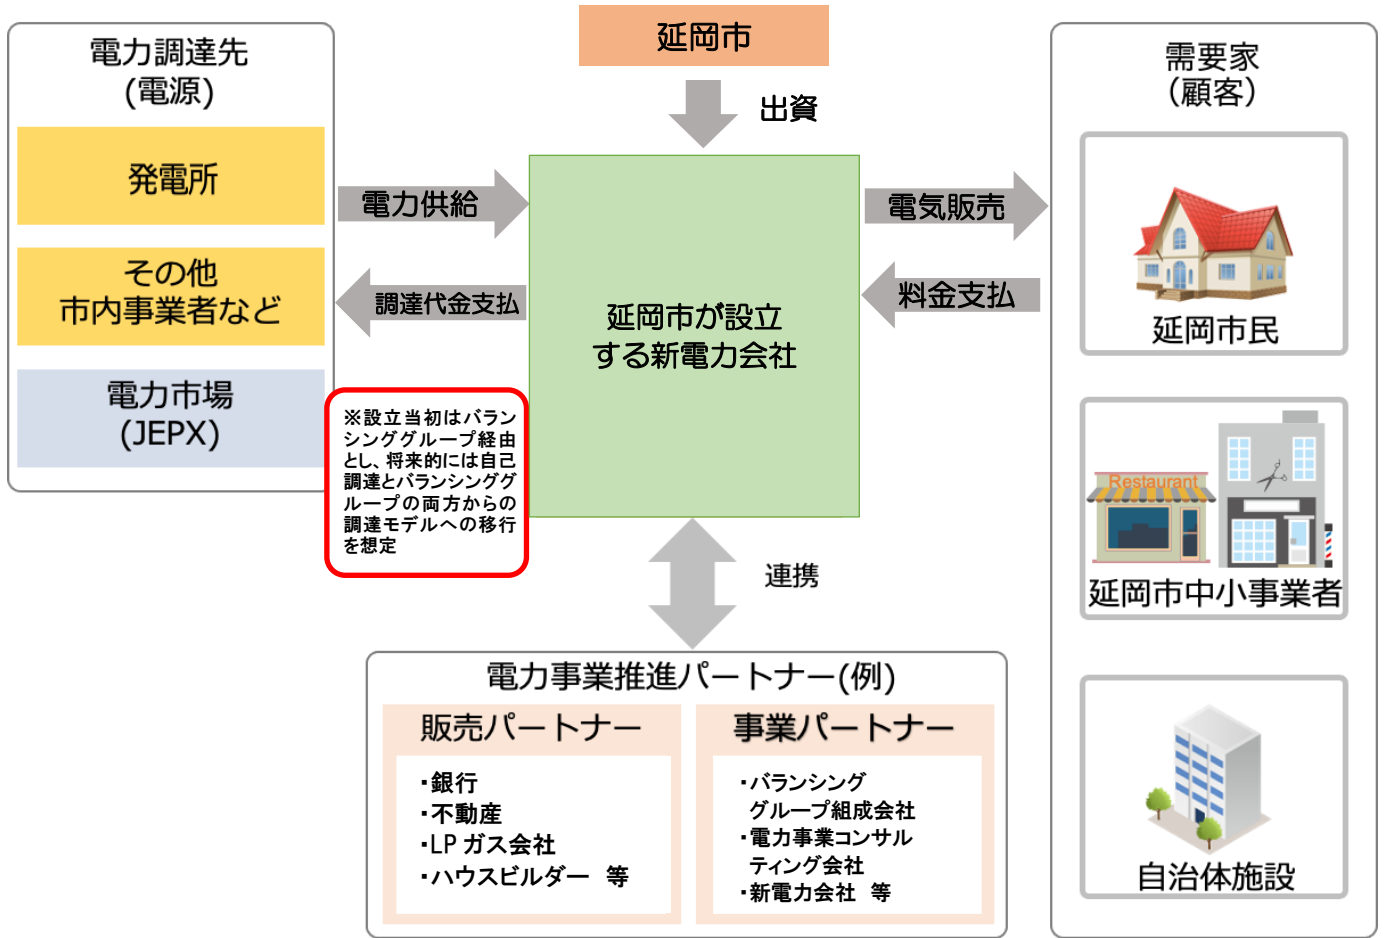 電力調達先
(電源)
発電所
その他
市内事業者など
電力市場
(JEPX)
延岡市
出資
電力供給
調達代金支払
延岡市が設立
する新電力会社
電気販売
料金支払
※設立当初はバラン
シンググループ経由
とし、将来的には自己
調達とバランシンググ
ループの両方からの
調達モデルへの移行
を想定
連携
電力事業推進パートナー(例)
販売パートナー
・銀行
・不動産
・LP ガス会社
・ハウスビルダー 等
事業パートナー
・バランシング
グループ組成会社
・電力事業コンサル
ティング会社
・新電力会社 等
需要家
(顧客)
延岡市民
Restaurant
延岡市中小事業者
自治体施設